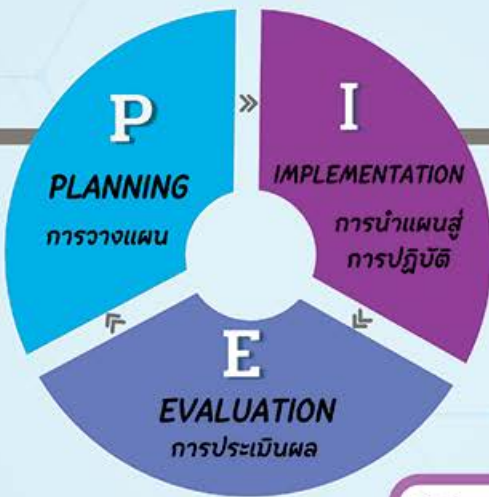 P
PLANNING
การวางแผน
I
IMPLEMENTATION
การนำแผนสู่
การปฏิบัติ
E
EVALUATION
การประเมินผล